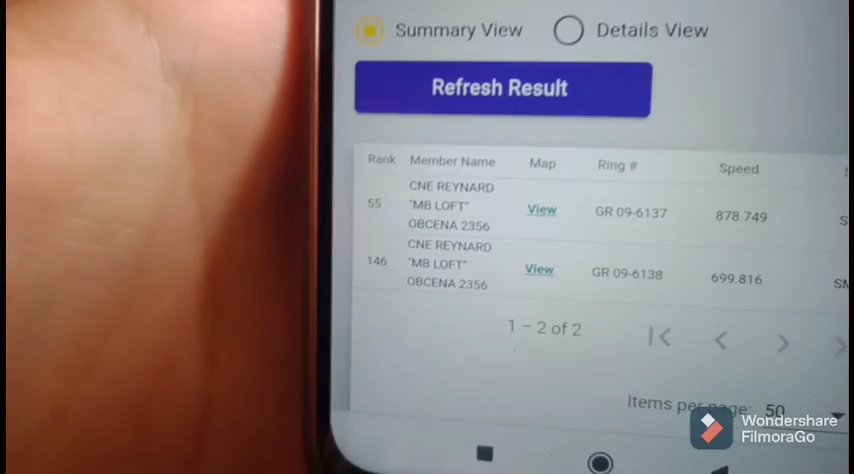 Summary View Details View
Refresh Result
Rank Member Name Map Ring # Speed
CNE REYNARD
55 "MB LOFT" View GR 09-6137 878.749
OBCENA 2356
CNE REYNARD
146 "MB LOFT" View GR 09-6138 699.816
OBCENA 2356
1 – 2 of 2
Items per page: 50
Wondershare
FilmoraGo